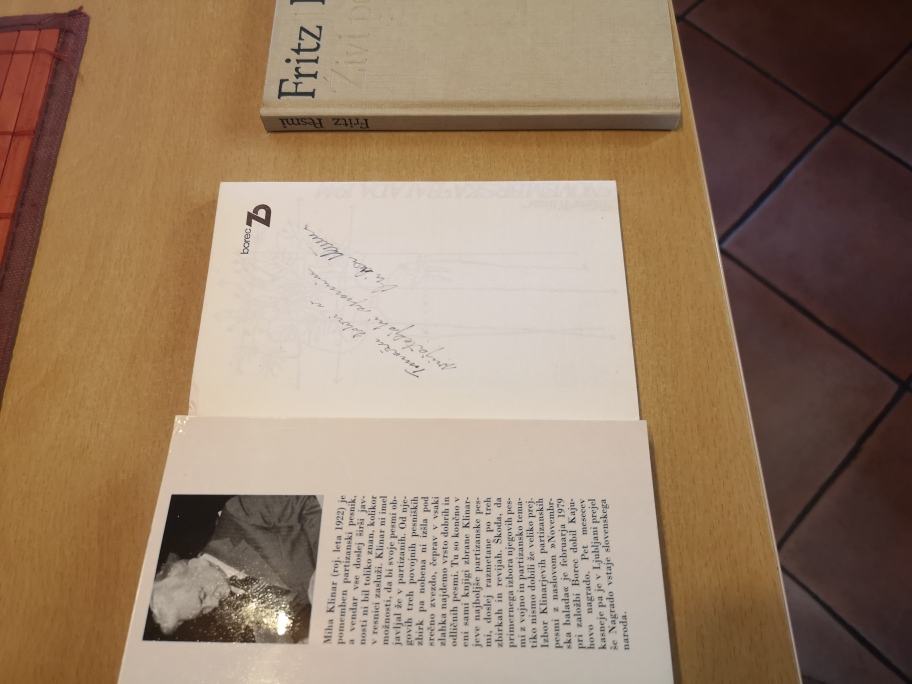 Fritz
Živi
Fritz Pesmi
borec
Miha Klinar (roj. leta 1922) je
pomemben partizanski pesnik,
a vendar vse doslej širši jav-
nosti ni bil toliko znan, kolikor
v resnici zasluži. Klinar ni imel
možnosti, da bi svoje pesmi ob-
javljal že v partizanih. Od nje-
govih treh povojnih pesniških
zbirk pa nobena ni izšla pod
srečno zvezdo, čeprav v vsaki
zlahka najdemo vrsto dobrih in
odličnih pesmi. Tu so končno v
eni sami knjigi zbrane Klinar-
jeve najboljše partizanske pes-
mi, doslej razmetane po treh
zbirkah in revijah. Škoda, da
primernega izbora njegovih pes-
mi z vojno in partizansko tema-
tiko nismo dobili že veliko prej.
Izbor Klinarjevih partizanskih
pesmi z naslovom »Novembr-
ska balada« je februarja 1979
pri založbi Borec dobil Kaju-
hovo nagrado. Pet mesecev
kasneje pa je v Ljubljani prejel
še Nagrado vstaje slovenskega
naroda.